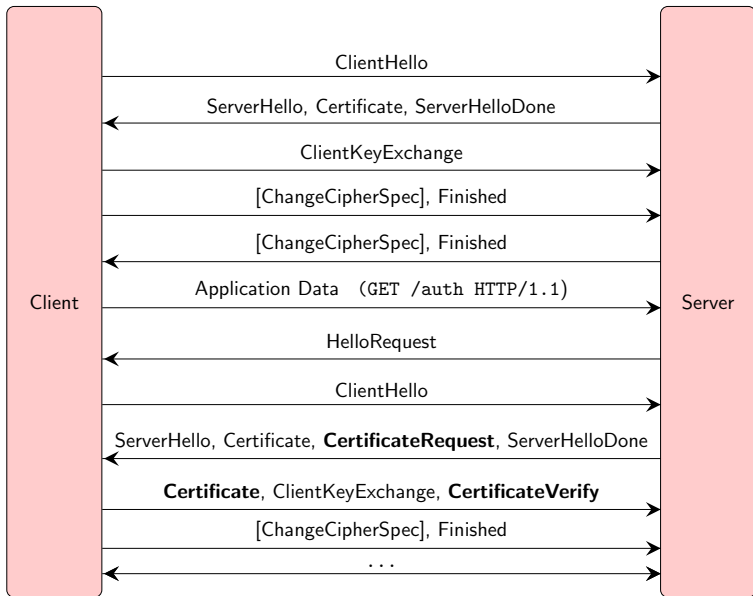 ClientHello
ServerHello, Certificate, ServerHelloDone
ClientKeyExchange
[ChangeCipherSpec], Finished
[ChangeCipherSpec], Finished
Application Data (GET /auth HTTP/1.1)
Client
Server
HelloRequest
ClientHello
ServerHello, Certificate, CertificateRequest, ServerHelloDone
Certificate, ClientKeyExchange, CertificateVerify
[ChangeCipherSpec], Finished
...